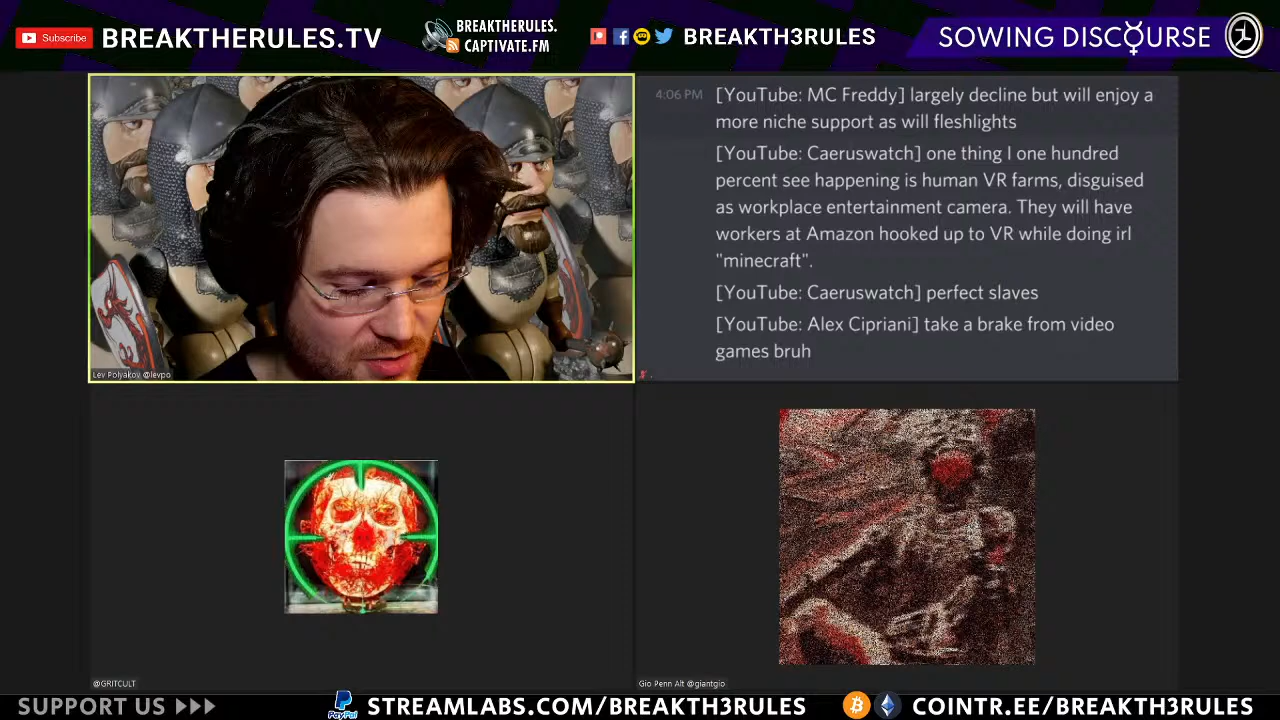 Subscribe
BREAKTHERULES.TV
BREAKTHERULES.
CAPTIVATE.FM
BREAKTH3RULES
SOWING DISCOURSE
4:06 PM
[YouTube: MC Freddy] largely decline but will enjoy a
more niche support as will fleshlights
[YouTube: Caeruswatch] one thing I one hundred
percent see happening is human VR farms, disguised
as workplace entertainment camera. They will have
workers at Amazon hooked up to VR while doing irl
"minecraft".
[YouTube: Caeruswatch] perfect slaves
[YouTube: Alex Cipriani] take a brake from video
games bruh
Lev Polyakov @levpo
@GRITCULT
Gio Penn Alt @giantgio
SUPPORT US
PayPal
STREAMLABS.COM/BREAKTH3RULES
COINTR.EE/BREAKTH3RULES